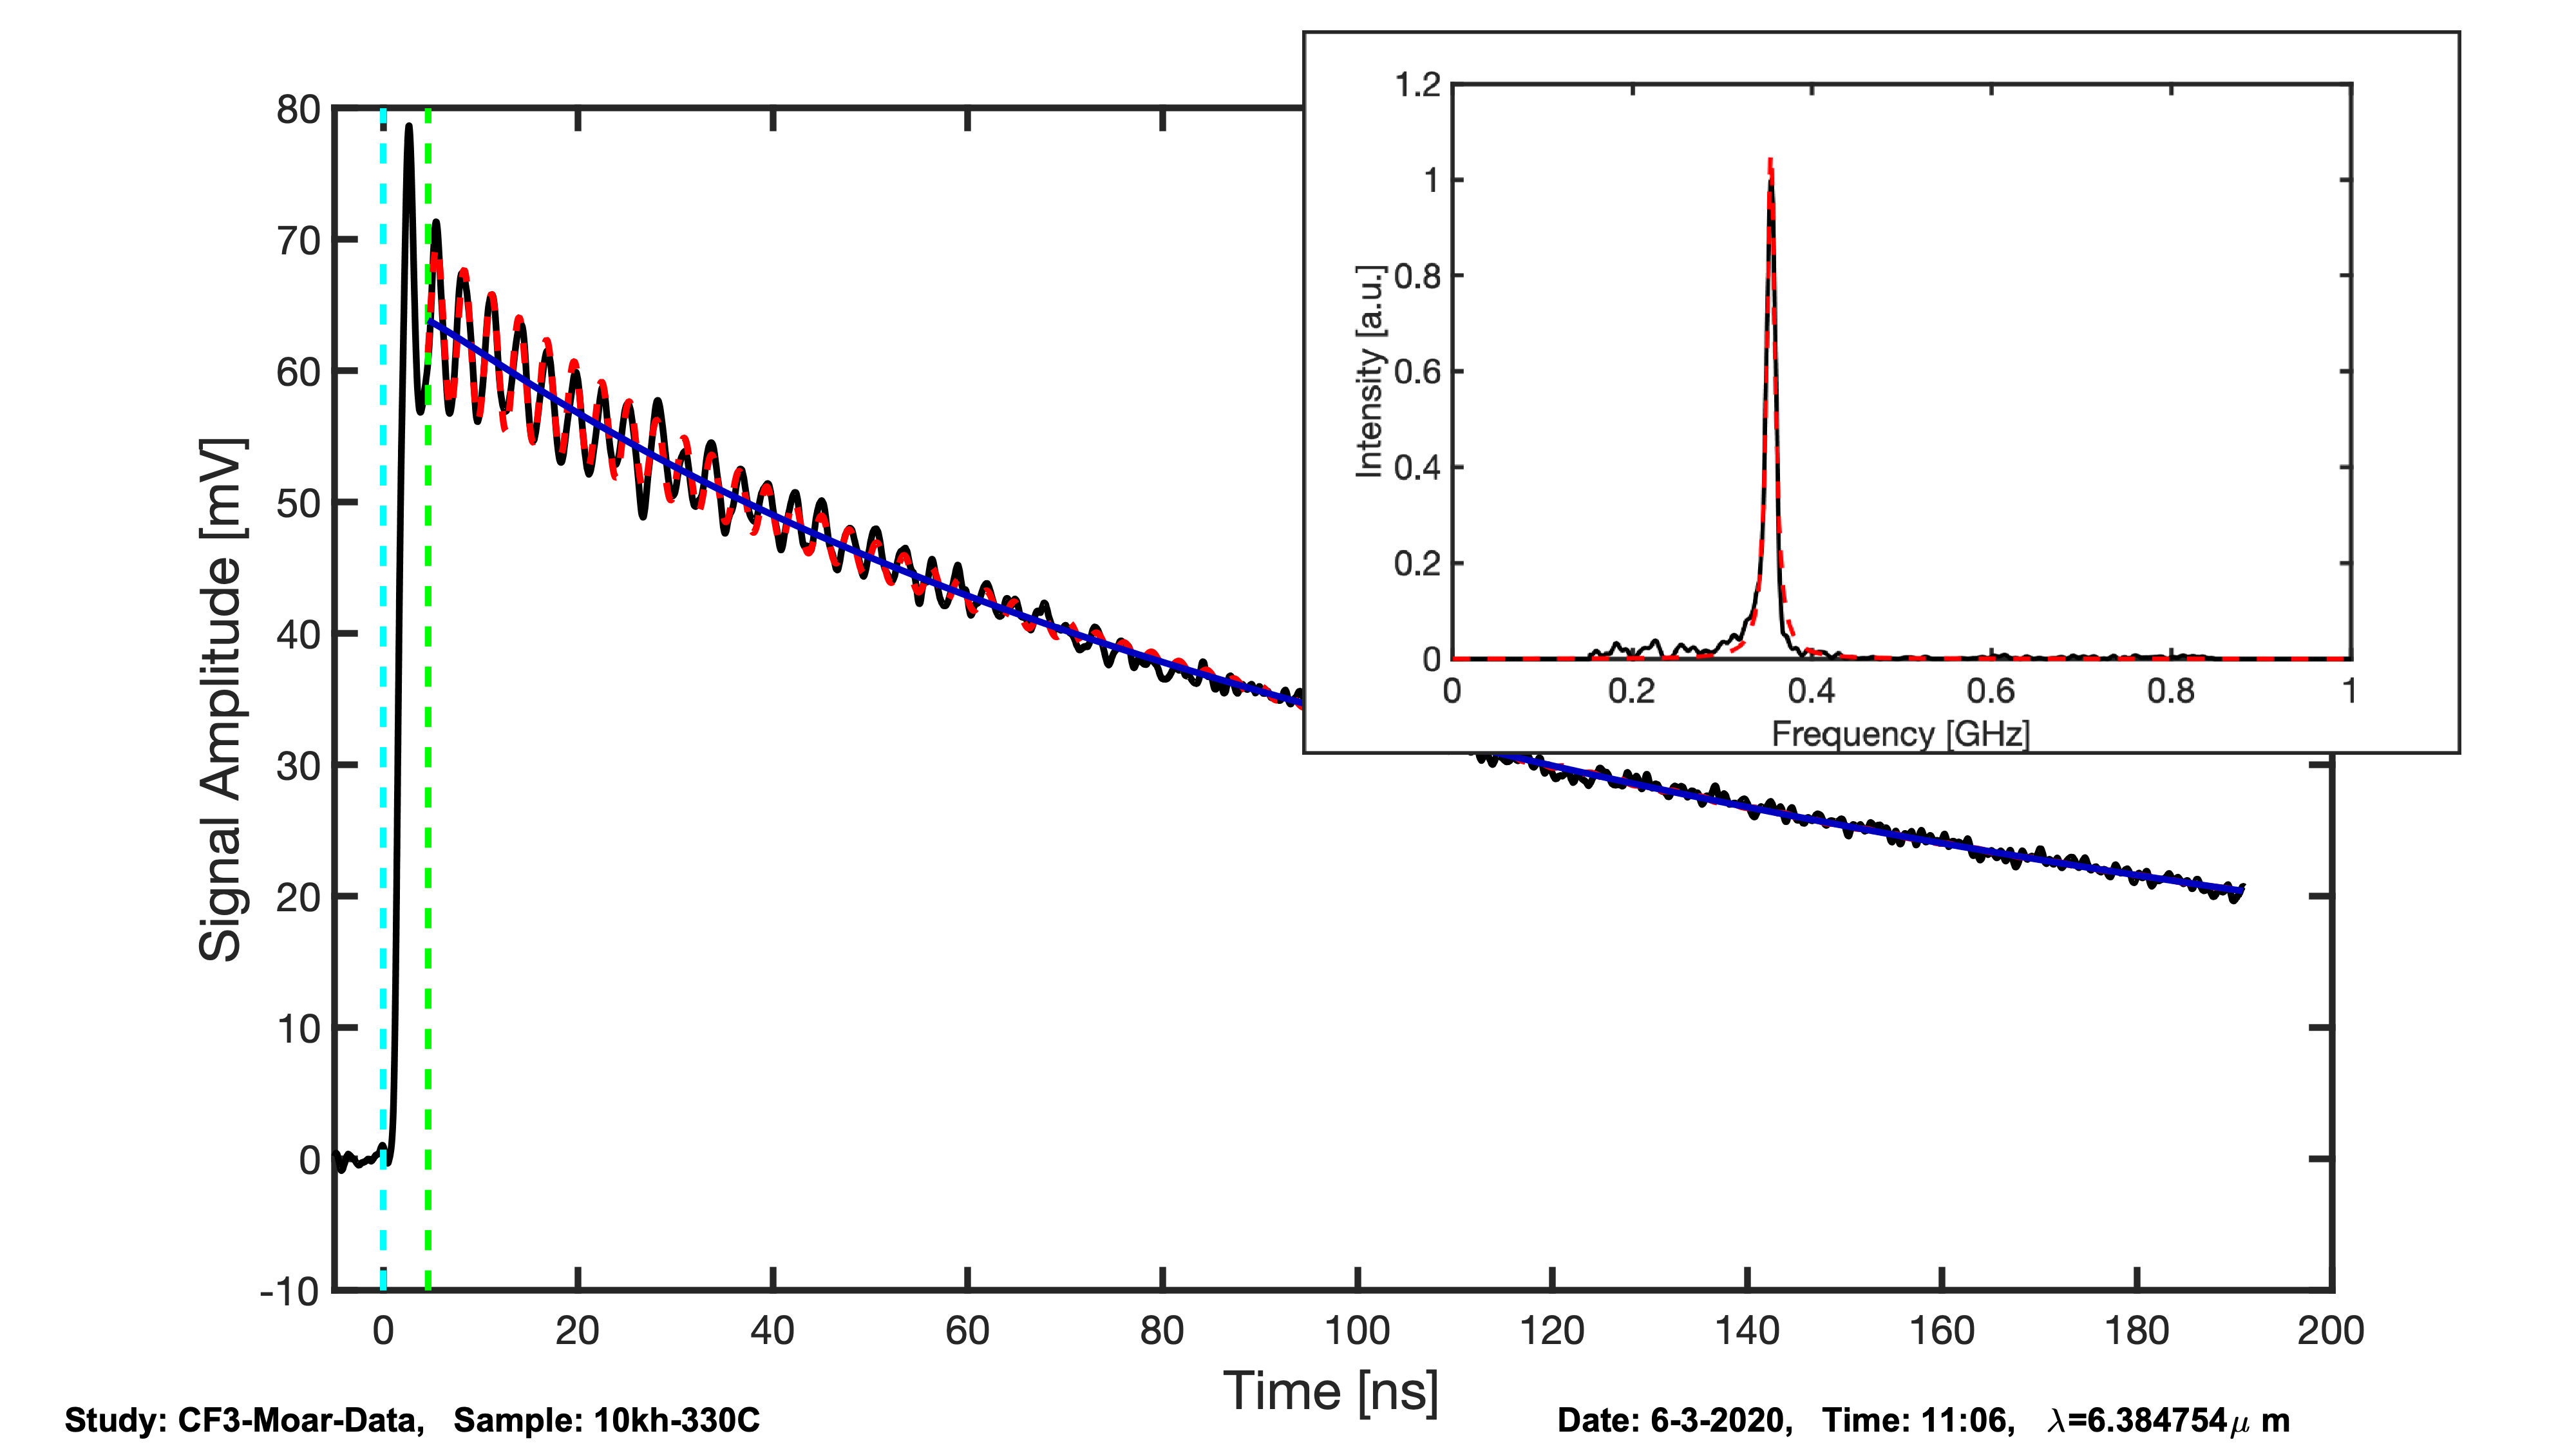 1.2
1
0.8
0.6
0.4
0.2
0
Intensity [a.u.]
0 0.2 0.4 0.6 0.8 1
Frequency [GHz]
80
70
60
50
40
30
20
10
0
-10
Signal Amplitude [mV]
0 20 40 60 80 100 120 140 160 180 200
Time [ns]
Study: CF3-Moar-Data, Sample: 10kh-330C
Date: 6-3-2020, Time: 11:06, λ=6.384754μ m